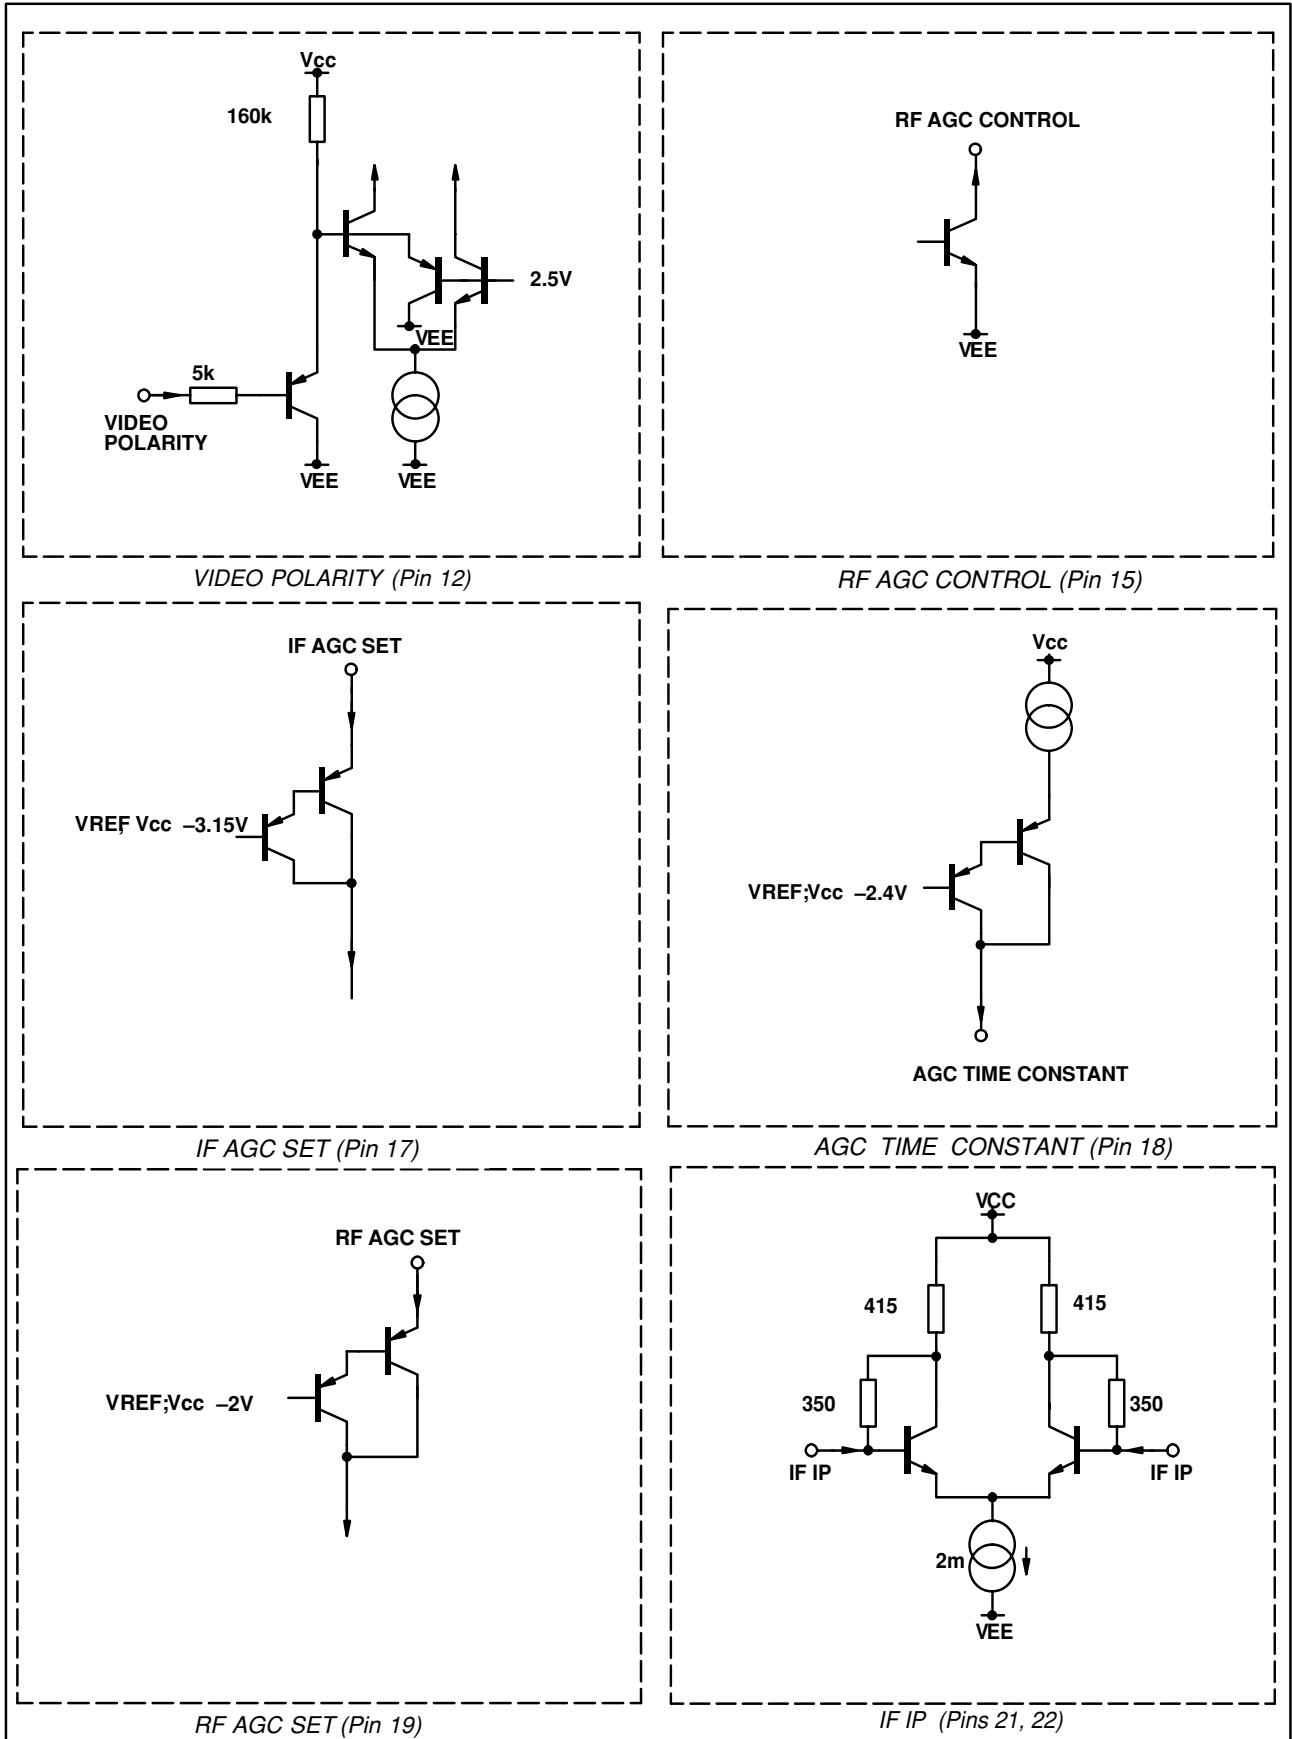 Vcc
160k
2.5V
VEE
5k
VIDEO
POLARITY
VEE
VEE
VIDEO POLARITY (Pin 12)
RF AGC CONTROL
VEE
RF AGC CONTROL (Pin 15)
IF AGC SET
VREF; Vcc –3.15V
IF AGC SET (Pin 17)
Vcc
VREF;Vcc –2.4V
AGC TIME CONSTANT
AGC TIME CONSTANT (Pin 18)
RF AGC SET
VREF;Vcc –2V
RF AGC SET (Pin 19)
VCC
415
415
350
350
IF IP
IF IP
2m
VEE
IF IP (Pins 21, 22)